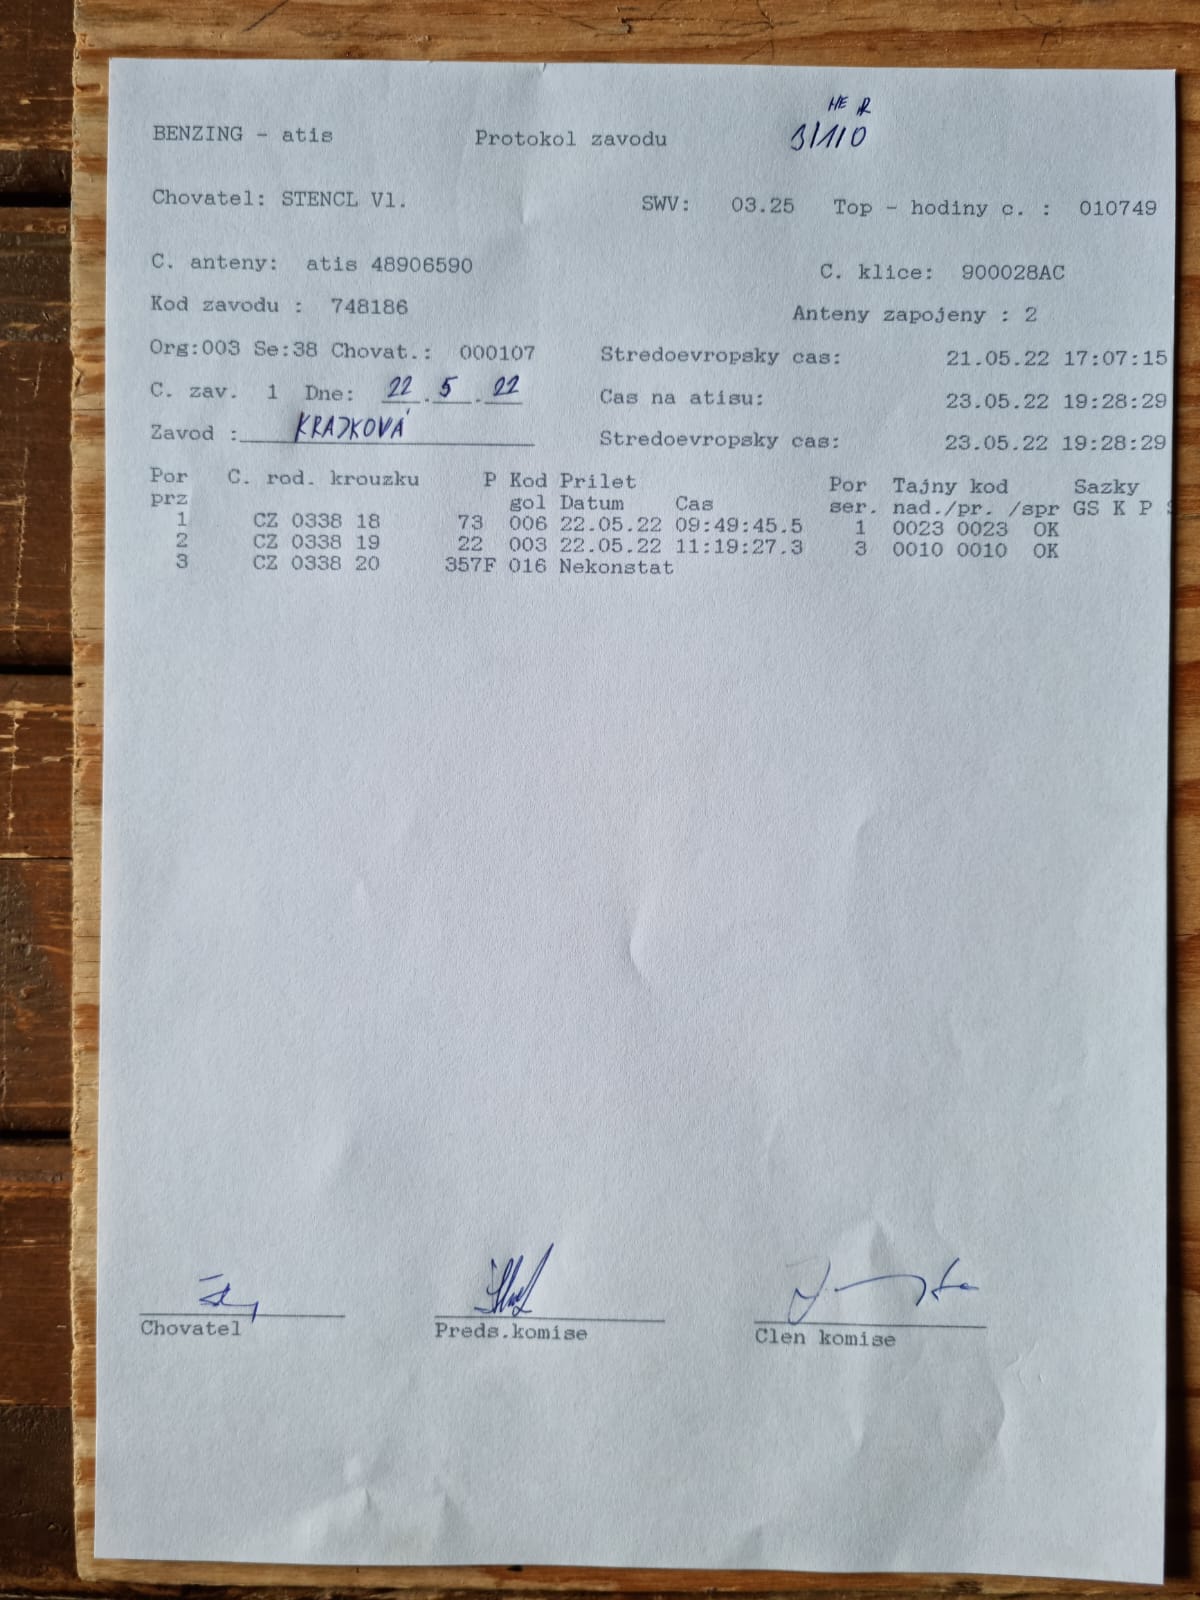 HE R
BENZING - atis Protokol zavodu 3/1/0
Chovatel: STENCL Vl. SWV: 03.25 Top - hodiny c. : 010749
C. anteny: atis 48906590 C. klice: 900028AC
Kod zavodu : 748186 Anteny zapojeny : 2
Org:003 Se:38 Chovat.: 000107 Stredoevropsky cas: 21.05.22 17:07:15
C. zav. 1 Dne: 22.5.22 Cas na atisu: 23.05.22 19:28:29
Zavod : KRAJKOVÁ Stredoevropsky cas: 23.05.22 19:28:29
Por C. rod. krouzku P Kod Prilet Por Tajny kod Sazky
prz gol Datum Cas ser. nad./pr. /spr GS K P
1 CZ 0338 18 73 006 22.05.22 09:49:45.5 1 0023 0023 OK
2 CZ 0338 19 22 003 22.05.22 11:19:27.3 3 0010 0010 OK
3 CZ 0338 20 357F 016 Nekonstat
Chovatel Preds.komise Clen komise